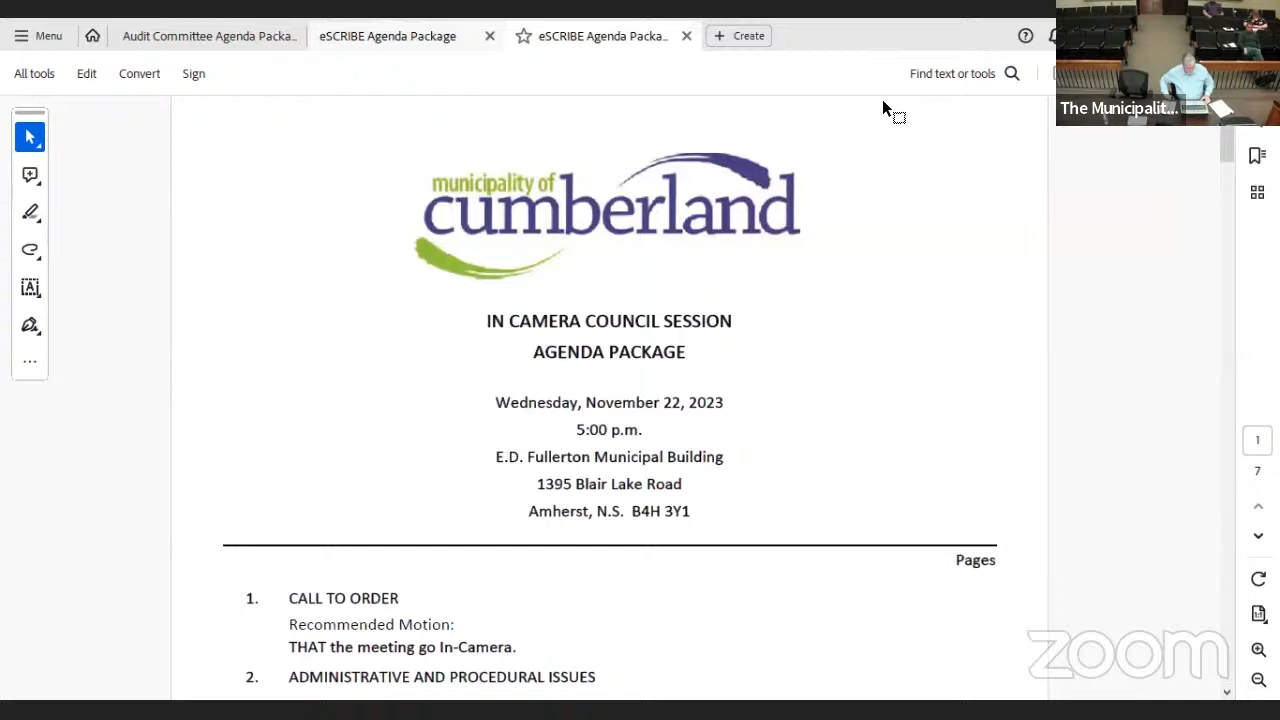 Menu
Audit Committee Agenda Packa...
eSCRIBE Agenda Package
eSCRIBE Agenda Packa...
Create
All tools
Edit
Convert
Sign
Find text or tools
The Municipalit...
municipality of
cumberland
IN CAMERA COUNCIL SESSION
AGENDA PACKAGE
Wednesday, November 22, 2023
5:00 p.m.
E.D. Fullerton Municipal Building
1395 Blair Lake Road
Amherst, N.S. B4H 3Y1
Pages
1. CALL TO ORDER
Recommended Motion:
THAT the meeting go In-Camera.
2. ADMINISTRATIVE AND PROCEDURAL ISSUES
1
7
zoom